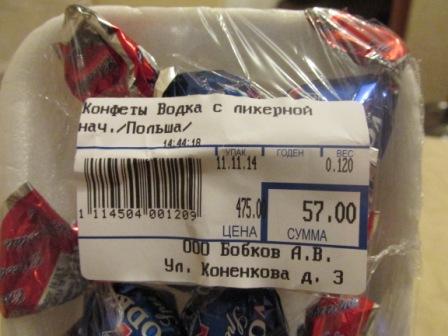 Конфеты Водка с ликерной
нач./Польша/
14:44:18
УПАК ГОДЕН ВЕС
11.11.14 0.120
1 114504 001209
475.0 57.00
ЦЕНА СУММА
ООО Бобков А.В.
Ул. Коненкова д. 3